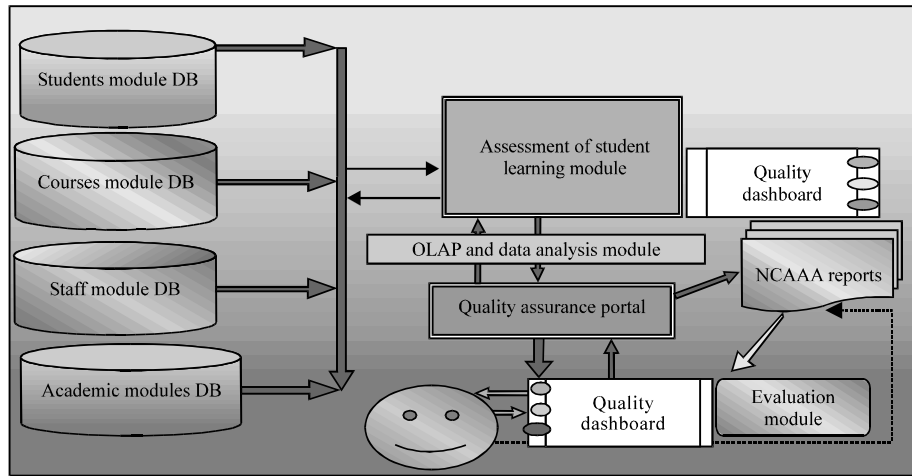 Students module DB
Courses module DB
Staff module DB
Academic modules DB
Assessment of student
learning module
Quality
dashboard
OLAP and data analysis module
NCAAA reports
Quality assurance portal
Quality
dashboard
Evaluation
module